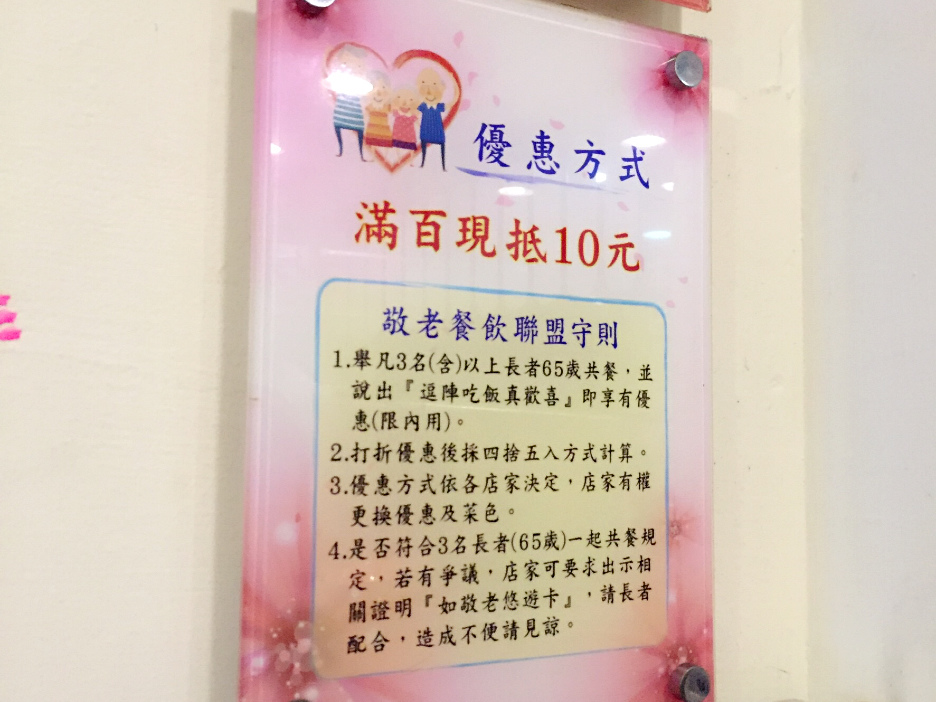 優惠方式
滿百現抵10元
敬老餐飲聯盟守則
1.舉凡3名(含)以上長者65歲共餐，並
說出『逗陣吃飯真歡喜』即享有優
惠(限內用)。
2.打折優惠後採四捨五入方式計算。
3.優惠方式依各店家決定，店家有權
更換優惠及菜色。
4.是否符合3名長者(65歲)一起共餐規
定，若有爭議，店家可要求出示相
關證明『如敬老悠遊卡』，請長者
配合，造成不便請見諒。